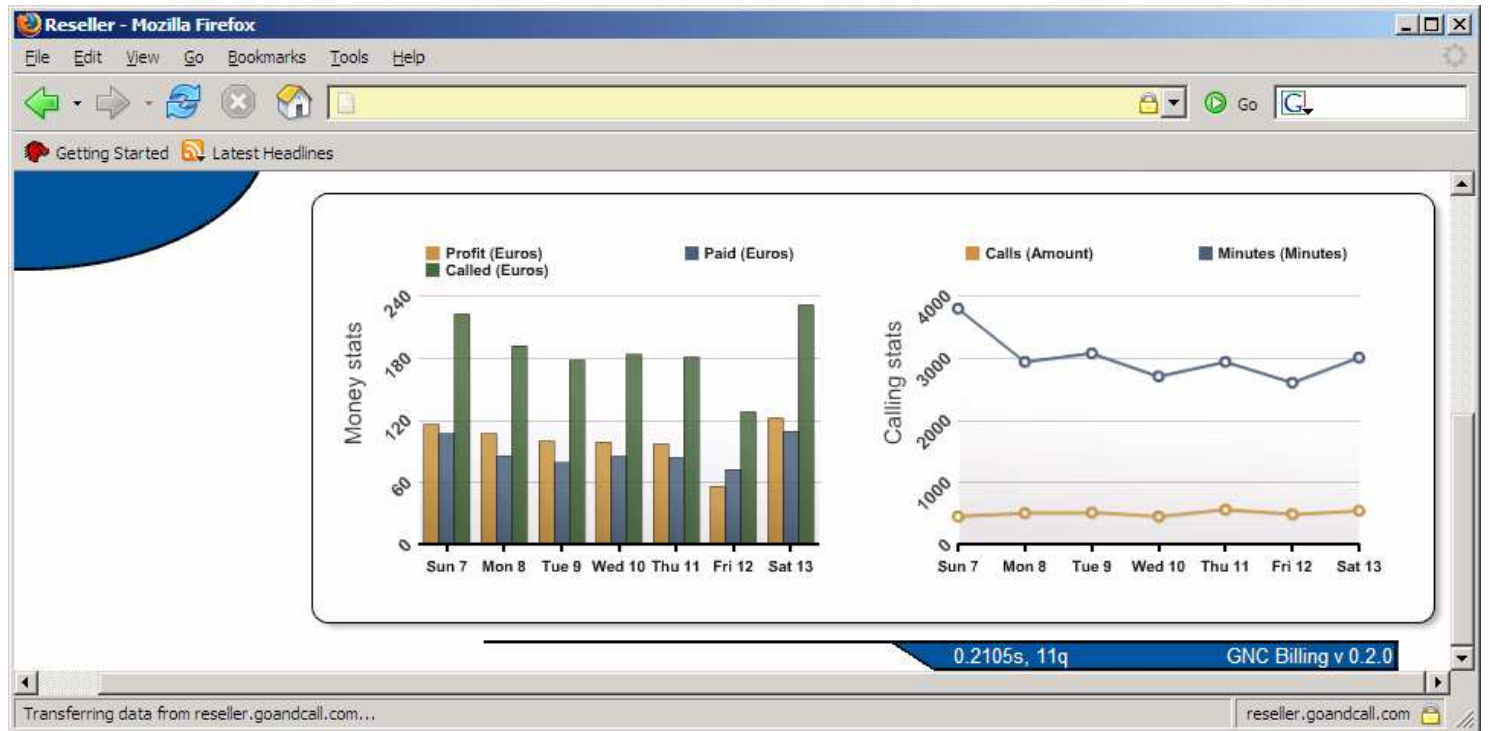 Reseller - Mozilla Firefox
File Edit View Go Bookmarks Tools Help
Go
G
Getting Started Latest Headlines
Profit (Euros) Paid (Euros)
Called (Euros)
Money stats
240
180
120
60
0
Sun 7 Mon 8 Tue 9 Wed 10 Thu 11 Fri 12 Sat 13
Calls (Amount) Minutes (Minutes)
Calling stats
4000
3000
2000
1000
0
Sun 7 Mon 8 Tue 9 Wed 10 Thu 11 Fri 12 Sat 13
0.2105s, 11q GNC Billing v 0.2.0
Transferring data from reseller.goandcall.com... reseller.goandcall.com